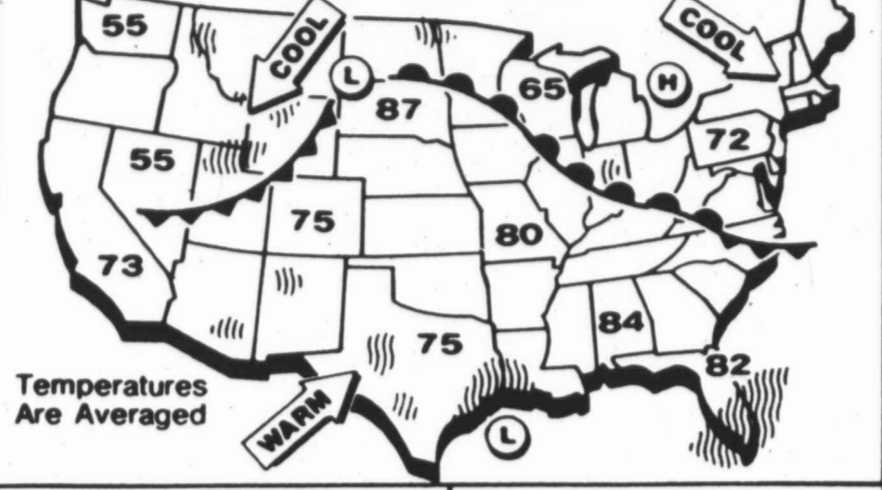 55
COOL
COOL
L
H
65
87
72
55
75
80
73
84
75
82
Temperatures
Are Averaged
WARM
L